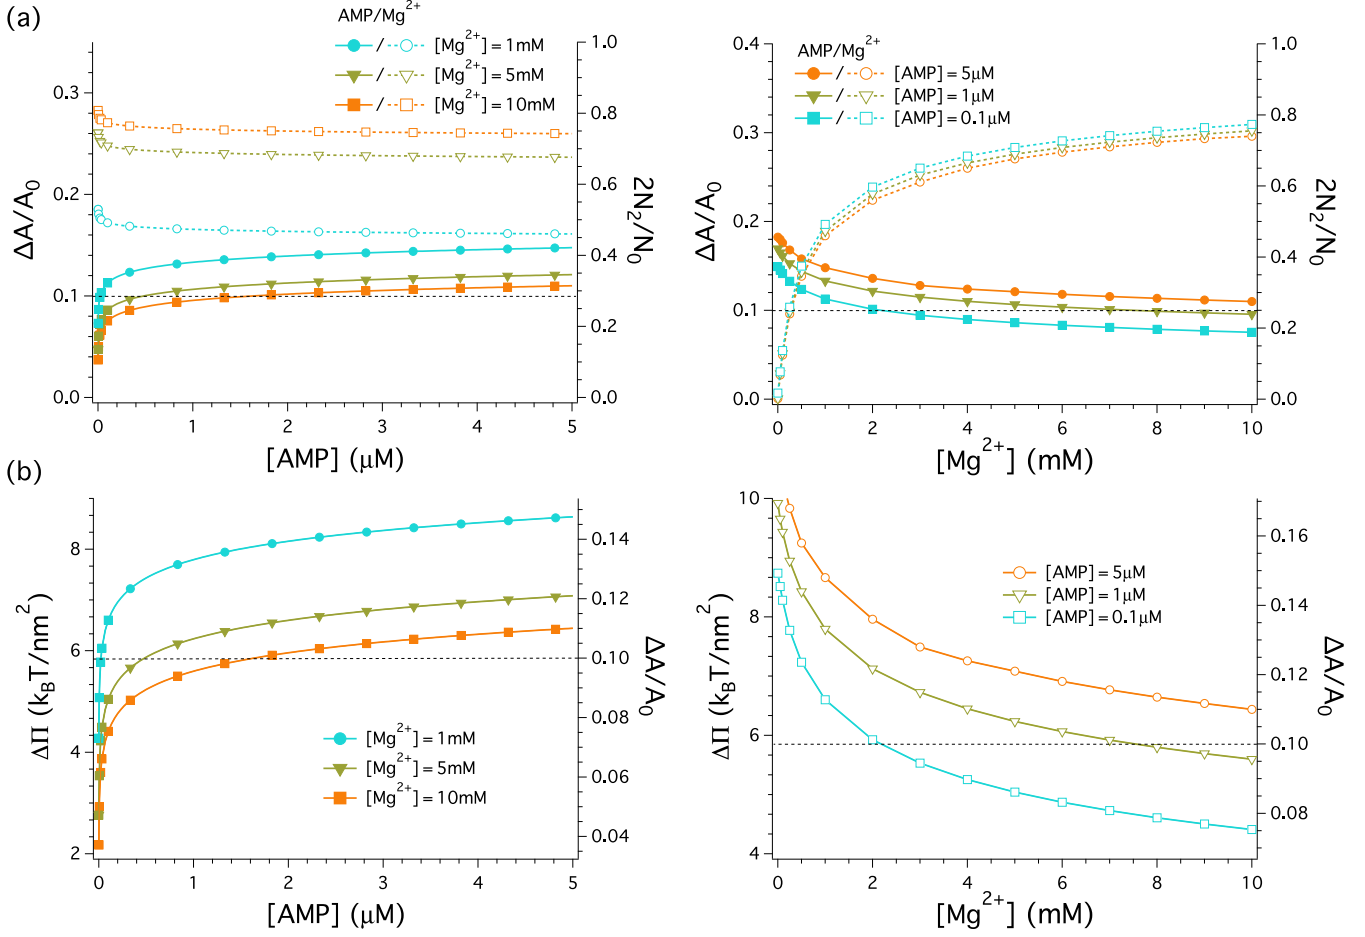 (a)
AMP/Mg²⁺
/ [Mg²⁺] = 1mM
/ [Mg²⁺] = 5mM
/ [Mg²⁺] = 10mM
ΔA/A₀
0.3
0.2
0.1
0.0
1.0
0.8
0.6
0.4
0.2
0.0
2N₂/N₀
0 1 2 3 4 5
[AMP] (μM)
AMP/Mg²⁺
/ [AMP] = 5μM
/ [AMP] = 1μM
/ [AMP] = 0.1μM
ΔA/A₀
0.4
0.3
0.2
0.1
0.0
1.0
0.8
0.6
0.4
0.2
0.0
2N₂/N₀
0 2 4 6 8 10
[Mg²⁺] (mM)
(b)
ΔΠ (k_BT/nm²)
8
6
4
2
0.14
0.12
0.10
0.08
0.06
0.04
ΔA/A₀
[Mg²⁺] = 1mM
[Mg²⁺] = 5mM
[Mg²⁺] = 10mM
0 1 2 3 4 5
[AMP] (μM)
ΔΠ (k_BT/nm²)
10
8
6
4
0.16
0.14
0.12
0.10
0.08
ΔA/A₀
[AMP] = 5μM
[AMP] = 1μM
[AMP] = 0.1μM
0 2 4 6 8 10
[Mg²⁺] (mM)